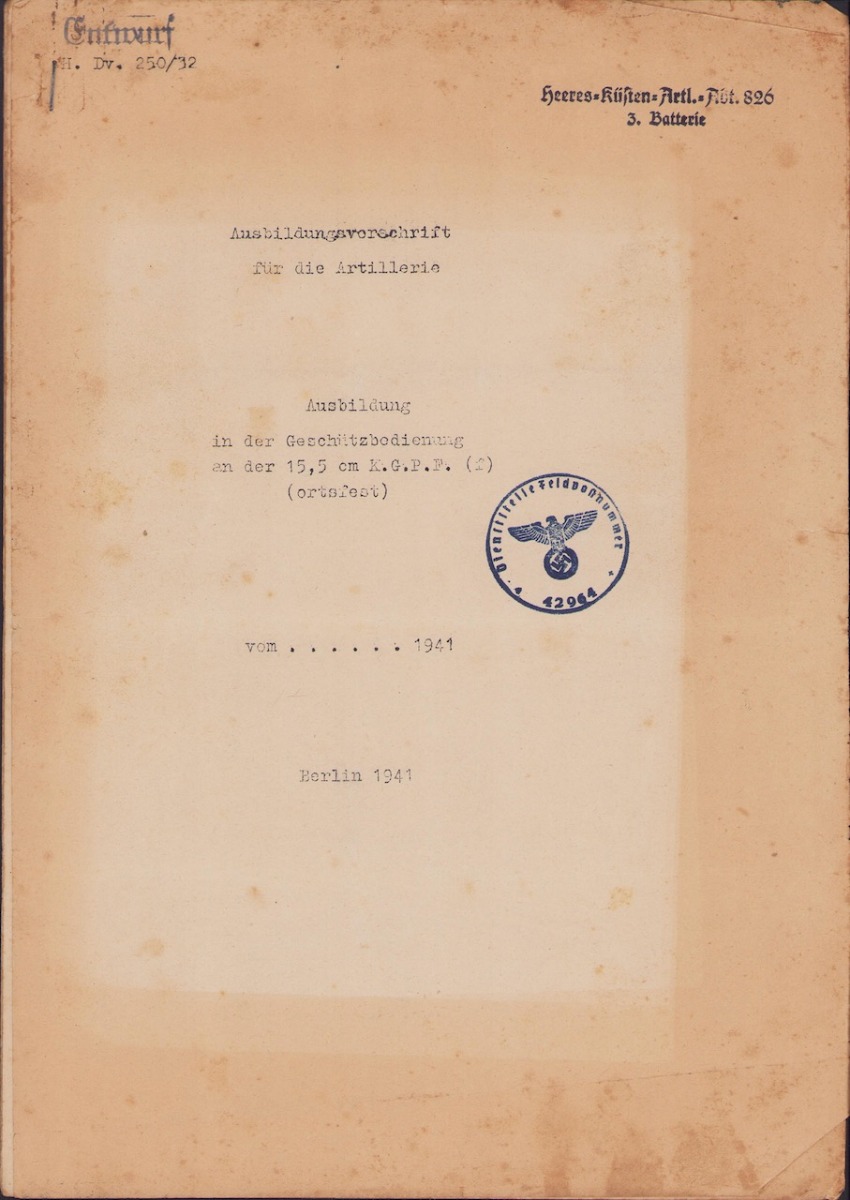 Entwurf
H. Dv. 250/32
Heeres-Küsten-Artl.-Abt. 826
3. Batterie
Ausbildungsvorschrift
für die Artillerie
Ausbildung
in der Geschützbedienung
an der 15,5 cm K.G.P.F. (f)
(ortsfest)
Dienststelle Feldpostnummer
* 42964 *
vom . . . . . . 1941
Berlin 1941